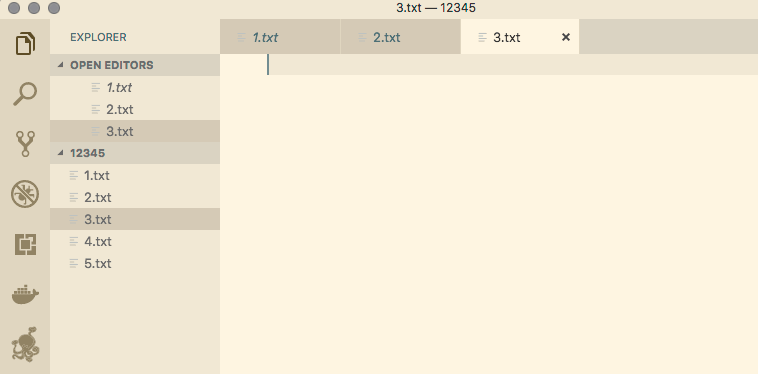 3.txt — 12345
EXPLORER
OPEN EDITORS
1.txt
2.txt
3.txt
12345
1.txt
2.txt
3.txt
4.txt
5.txt
1.txt 2.txt 3.txt